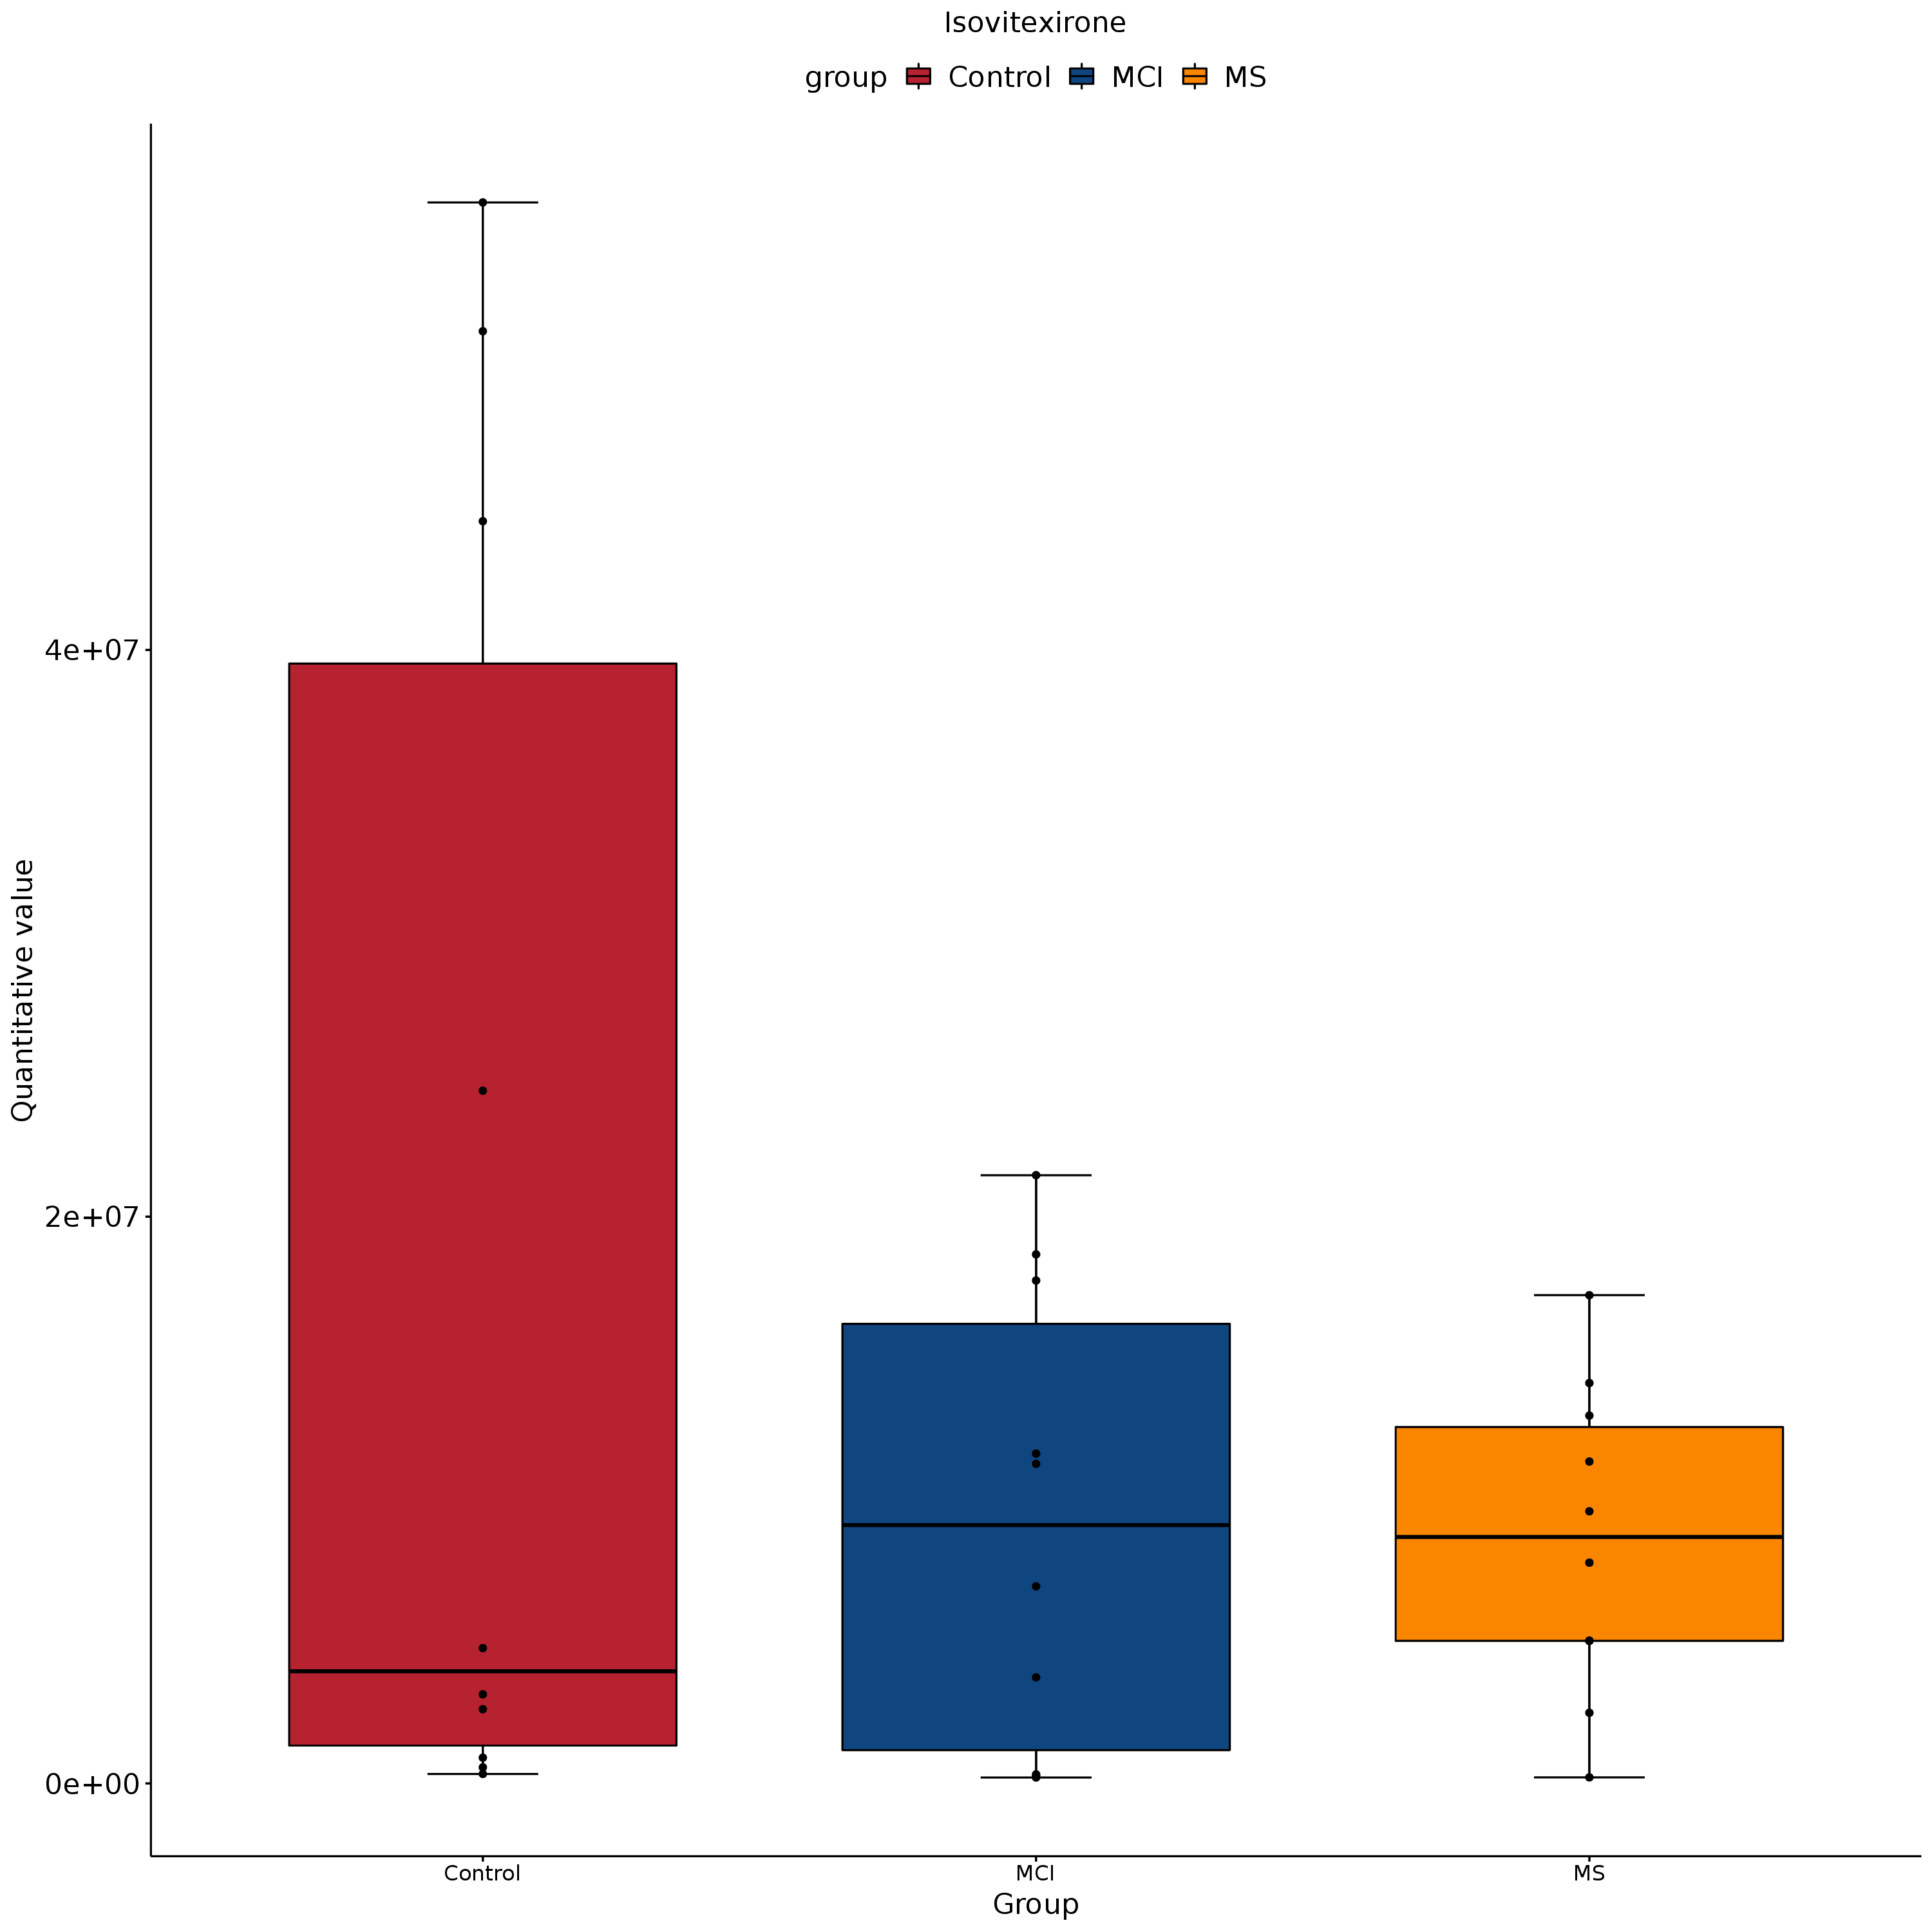 Isovitexirone
group Control MCI MS
Quantitative value
4e+07
2e+07
0e+00
Control MCI MS
Group